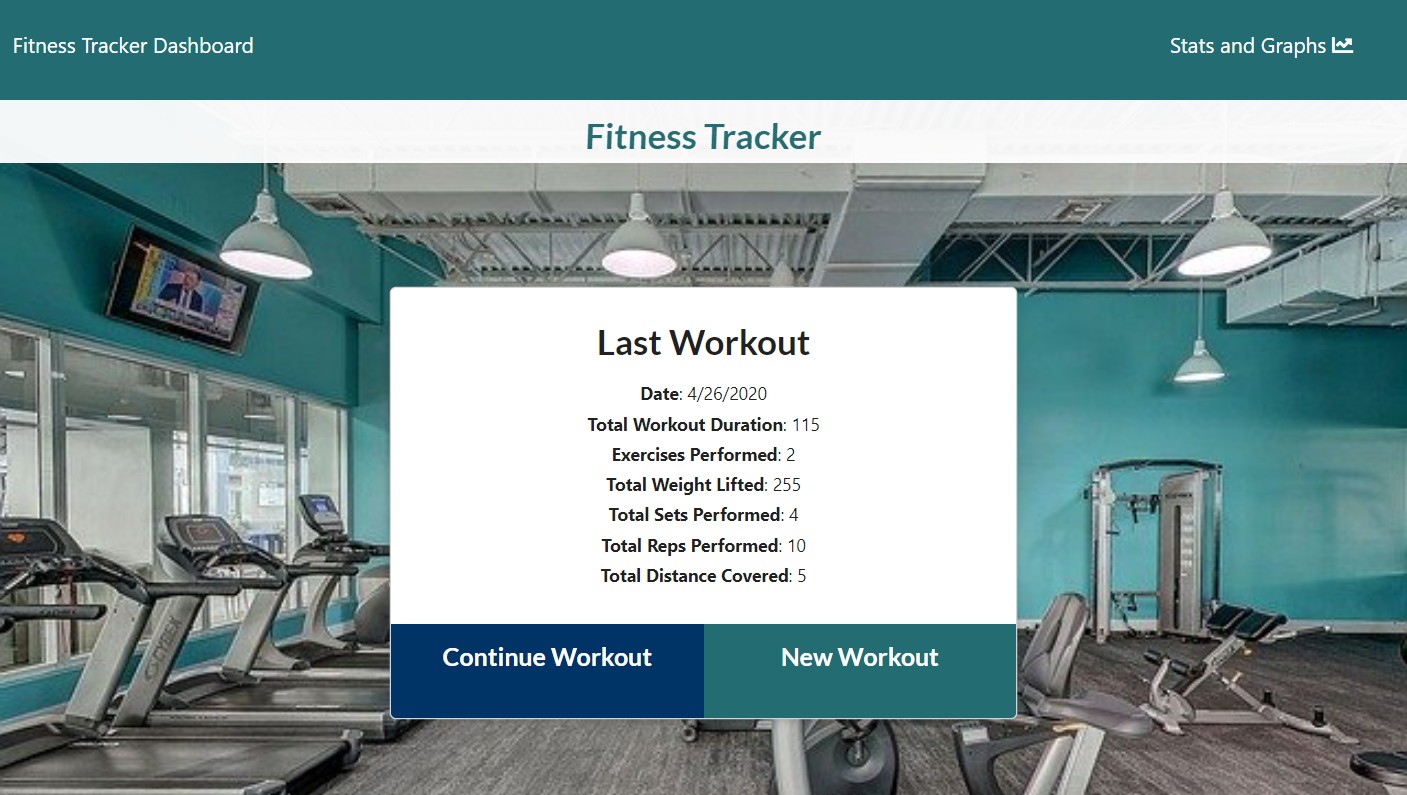 Fitness Tracker Dashboard
Stats and Graphs
Fitness Tracker
Last Workout
Date: 4/26/2020
Total Workout Duration: 115
Exercises Performed: 2
Total Weight Lifted: 255
Total Sets Performed: 4
Total Reps Performed: 10
Total Distance Covered: 5
Continue Workout
New Workout
CYBEX